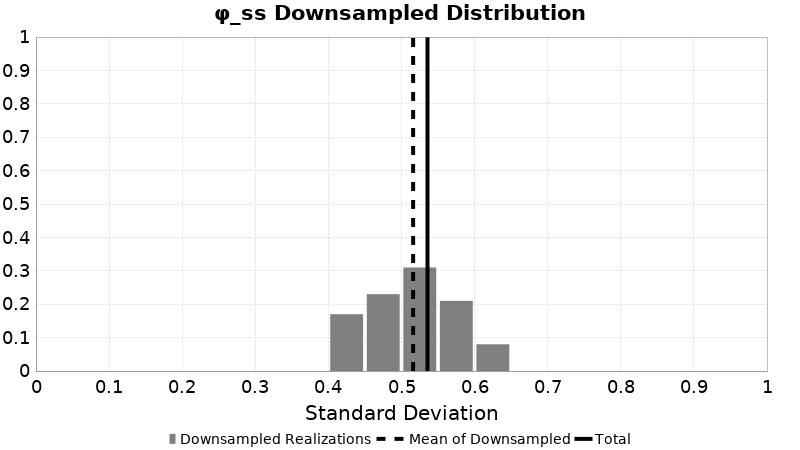 φ_ss Downsampled Distribution
1
0.9
0.8
0.7
0.6
0.5
0.4
0.3
0.2
0.1
0
0 0.1 0.2 0.3 0.4 0.5 0.6 0.7 0.8 0.9 1
Standard Deviation
Downsampled Realizations Mean of Downsampled Total